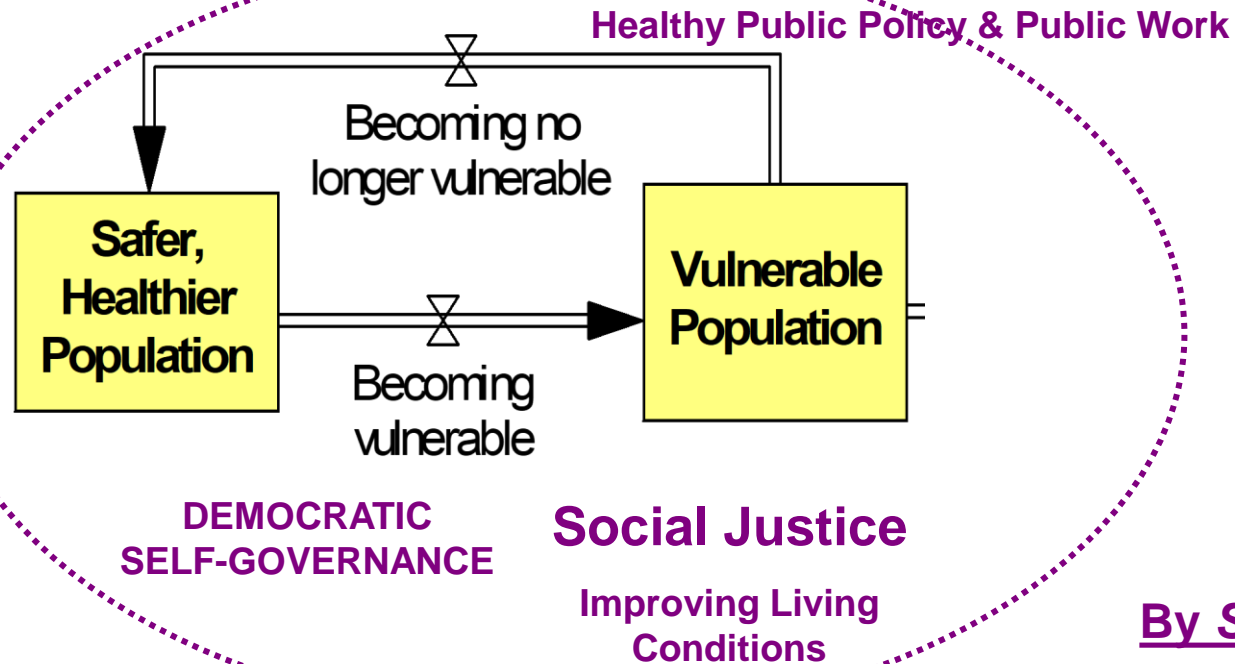 Healthy Public Policy & Public Work
Becoming no
longer vulnerable
Safer,
Healthier
Population
Vulnerable
Population
Becoming
vulnerable
DEMOCRATIC
SELF-GOVERNANCE
Social Justice
Improving Living
Conditions
By